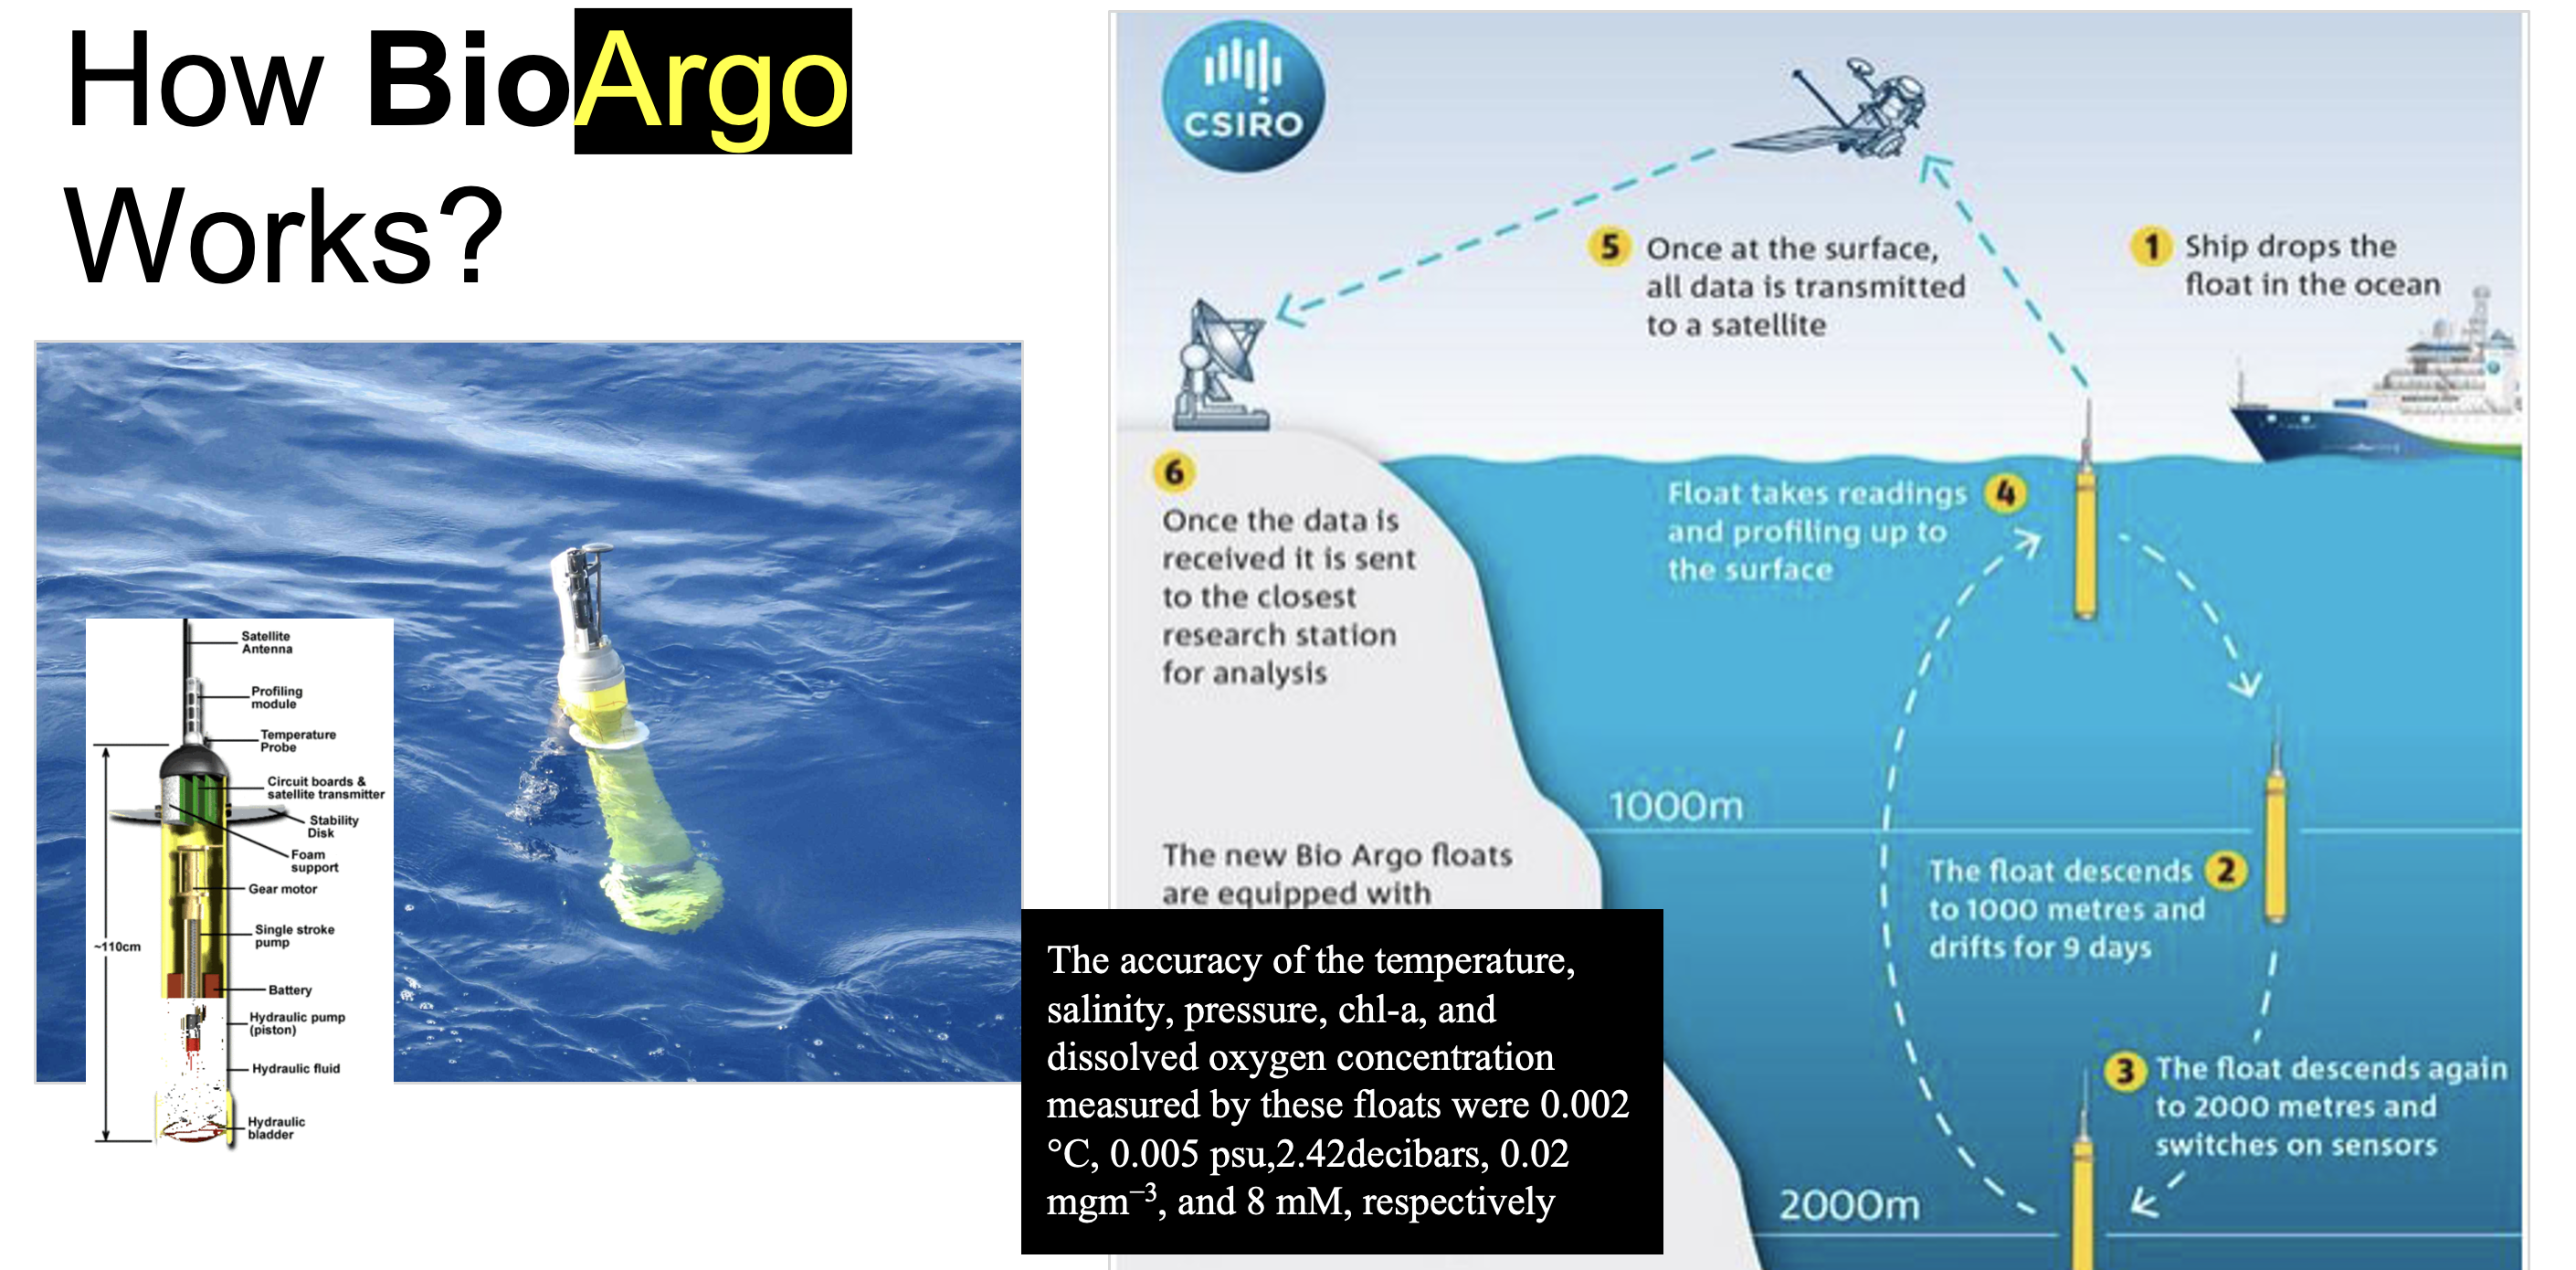 How BioArgo
Works?
Satellite
Antenna
Profiling
module
Temperature
Probe
Circuit boards &
satellite transmitter
Stability
Disk
Foam
support
Gear motor
Single stroke
pump
~110cm
Battery
Hydraulic pump
(piston)
Hydraulic fluid
Hydraulic
bladder
CSIRO
1 Ship drops the
float in the ocean
5 Once at the surface,
all data is transmitted
to a satellite
6
Once the data is
received it is sent
to the closest
research station
for analysis
Float takes readings 4
and profiling up to
the surface
1000m
The float descends 2
to 1000 metres and
drifts for 9 days
3 The float descends again
to 2000 metres and
switches on sensors
2000m
The new Bio Argo floats
are equipped with
The accuracy of the temperature,
salinity, pressure, chl-a, and
dissolved oxygen concentration
measured by these floats were 0.002
°C, 0.005 psu,2.42decibars, 0.02
mgm⁻³, and 8 mM, respectively